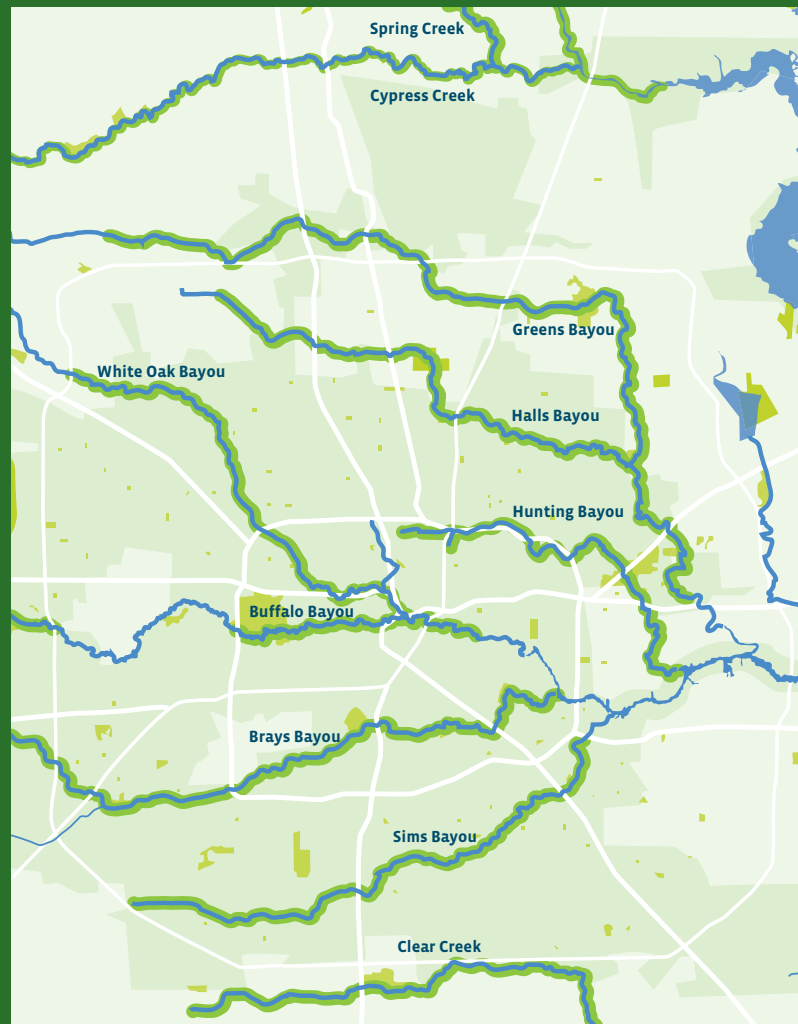 Spring Creek
Cypress Creek
Greens Bayou
White Oak Bayou
Halls Bayou
Hunting Bayou
Buffalo Bayou
Brays Bayou
Sims Bayou
Clear Creek